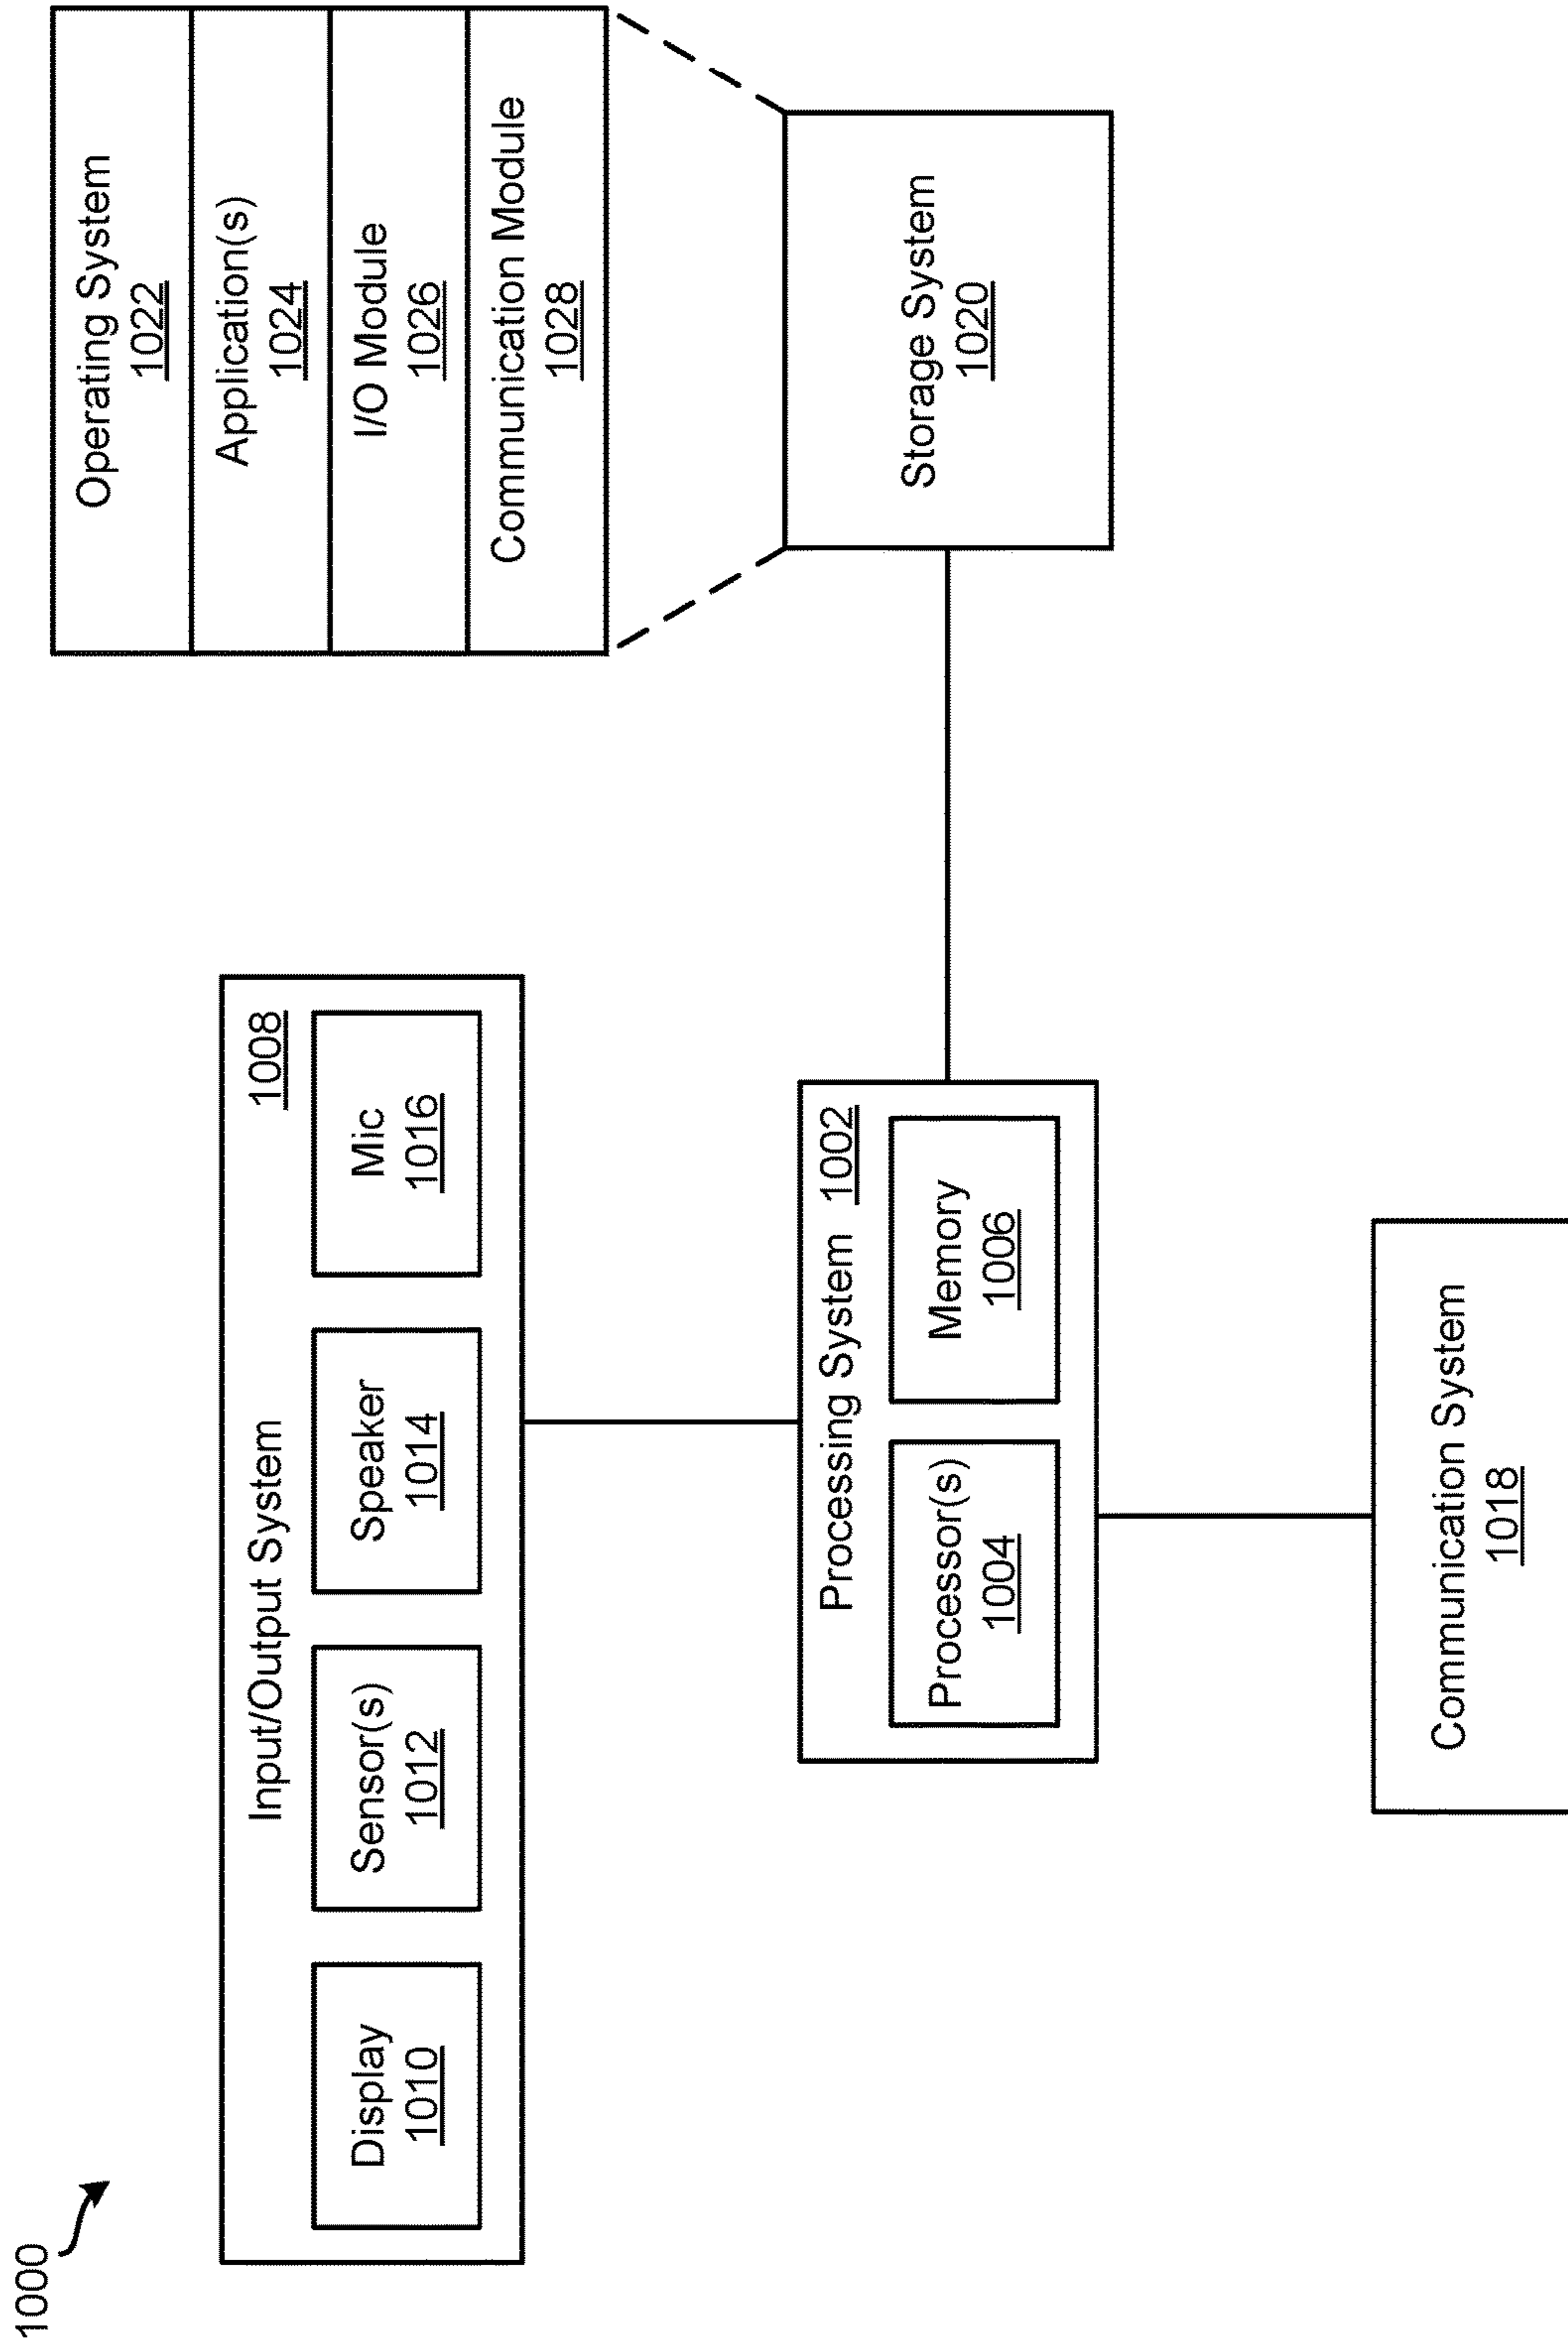 1000
Input/Output System
1008
Display
1010
Sensor(s)
1012
Speaker
1014
Mic
1016
Processing System
1002
Processor(s)
1004
Memory
1006
Communication System
1018
Operating System
1022
Application(s)
1024
I/O Module
1026
Communication Module
1028
Storage System
1020